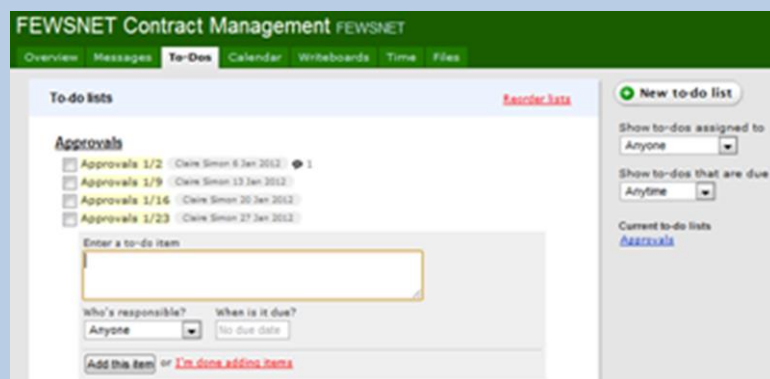 FEWSNET Contract Management FEWSNET
Overview Messages To-Dos Calendar Writeboards Time Files
To-do lists
Reorder lists
Approvals
Approvals 1/2 Claire Simon 6 Jan 2012 1
Approvals 1/9 Claire Simon 13 Jan 2012
Approvals 1/16 Claire Simon 20 Jan 2012
Approvals 1/23 Claire Simon 27 Jan 2012
Enter a to-do item
Who's responsible? When is it due?
Anyone No due date
Add this item or I'm done adding items
New to-do list
Show to-dos assigned to
Anyone
Show to-dos that are due
Anytime
Current to-do lists
Approvals